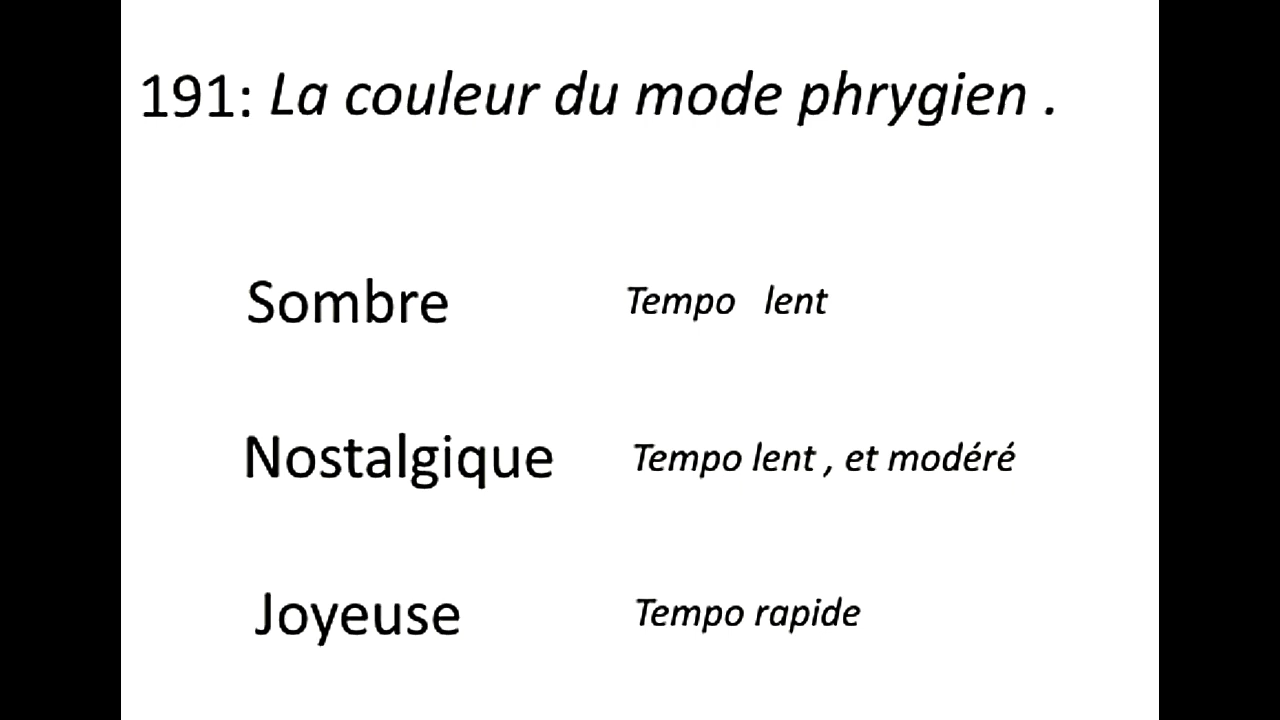 191: La couleur du mode phrygien .
Sombre Tempo lent
Nostalgique Tempo lent , et modéré
Joyeuse Tempo rapide